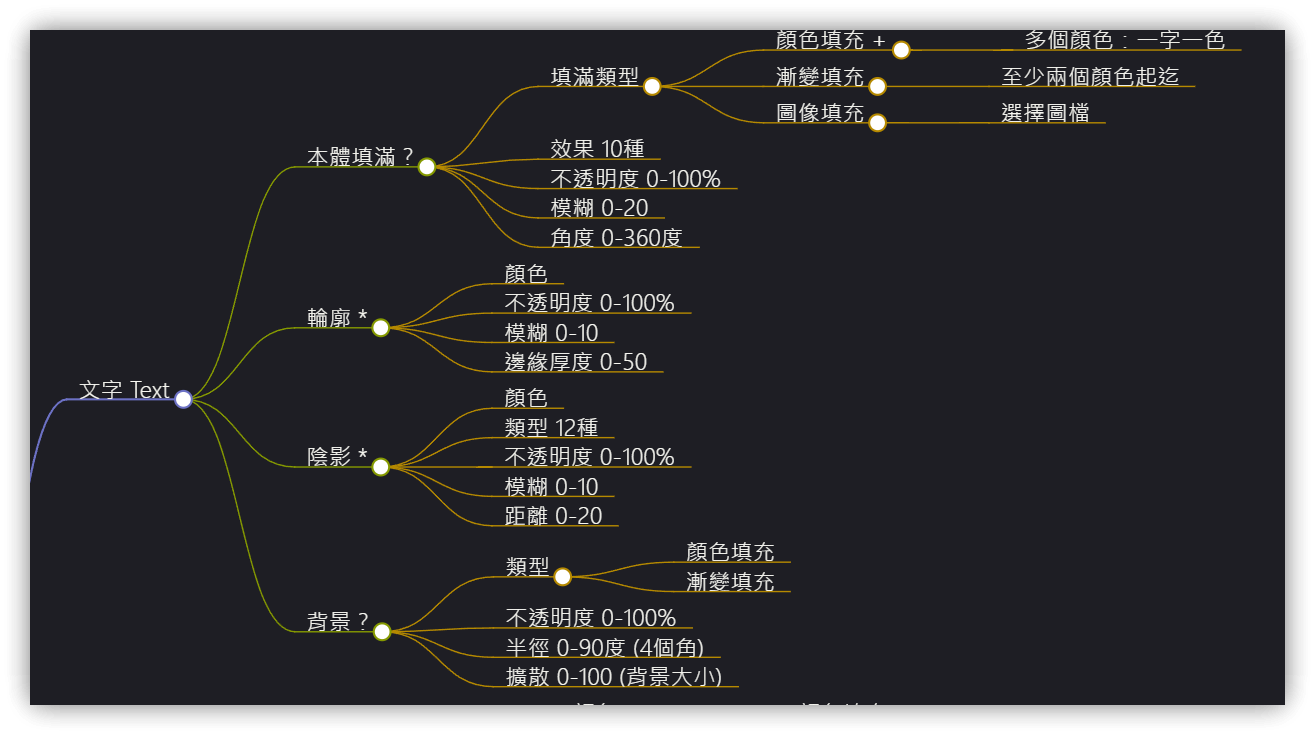 文字 Text
本體填滿 ?
填滿類型
顏色填充 +
多個顏色：一字一色
漸變填充
至少兩個顏色起迄
圖像填充
選擇圖檔
效果 10種
不透明度 0-100%
模糊 0-20
角度 0-360度
輪廓 *
顏色
不透明度 0-100%
模糊 0-10
邊緣厚度 0-50
陰影 *
顏色
類型 12種
不透明度 0-100%
模糊 0-10
距離 0-20
背景 ?
類型
顏色填充
漸變填充
不透明度 0-100%
半徑 0-90度 (4個角)
擴散 0-100 (背景大小)